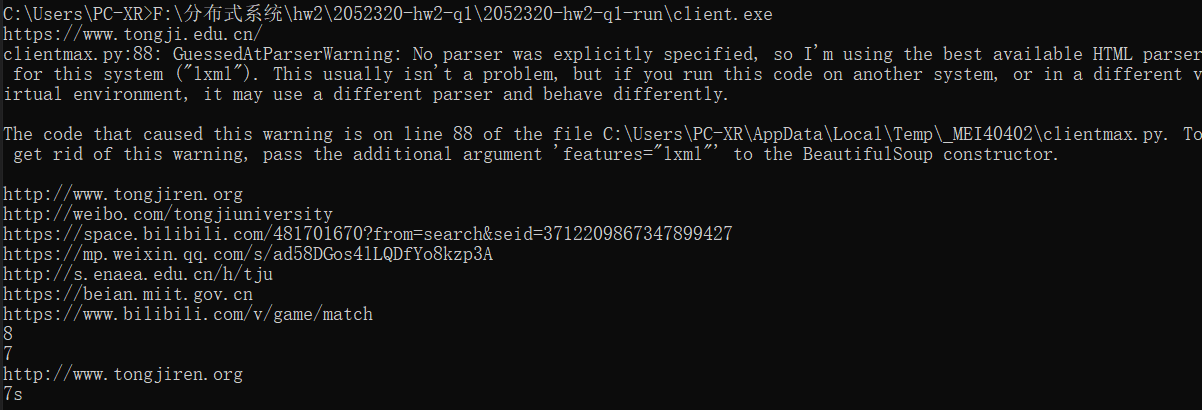 C:\Users\PC-XR>F:\分布式系统\hw2\2052320-hw2-q1\2052320-hw2-q1-run\client.exe
https://www.tongji.edu.cn/
clientmax.py:88: GuessedAtParserWarning: No parser was explicitly specified, so I'm using the best available HTML parser
 for this system ("lxml"). This usually isn't a problem, but if you run this code on another system, or in a different v
irtual environment, it may use a different parser and behave differently.
The code that caused this warning is on line 88 of the file C:\Users\PC-XR\AppData\Local\Temp\_MEI40402\clientmax.py. To
 get rid of this warning, pass the additional argument 'features="lxml"' to the BeautifulSoup constructor.
http://www.tongjiren.org
http://weibo.com/tongjiuniversity
https://space.bilibili.com/481701670?from=search&seid=3712209867347899427
https://mp.weixin.qq.com/s/ad58DGos4lLQDfYo8kzp3A
http://s.enaea.edu.cn/h/tju
https://beian.miit.gov.cn
https://www.bilibili.com/v/game/match
8
7
http://www.tongjiren.org
7s